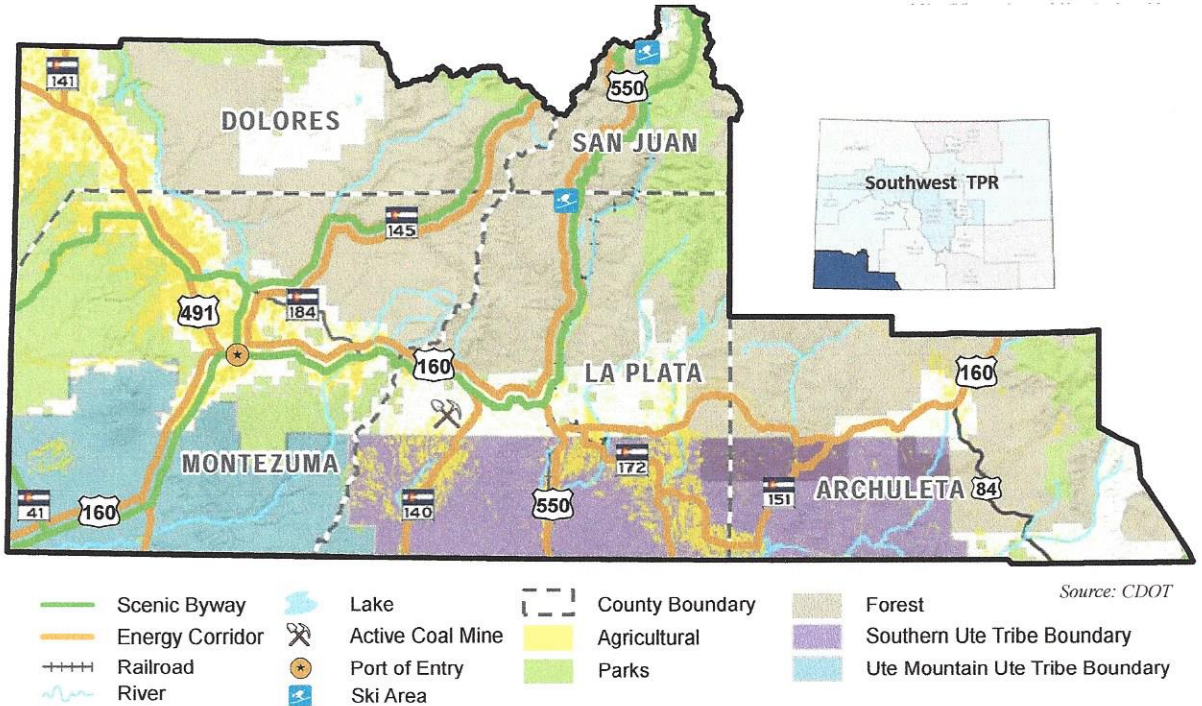 141
550
DOLORES
SAN JUAN
Southwest TPR
145
491
184
160
LA PLATA
160
MONTEZUMA
172
ARCHULETA
84
151
41
160
140
550
Source: CDOT
Scenic Byway
Lake
County Boundary
Forest
Energy Corridor
Active Coal Mine
Agricultural
Southern Ute Tribe Boundary
Railroad
Port of Entry
Parks
Ute Mountain Ute Tribe Boundary
River
Ski Area